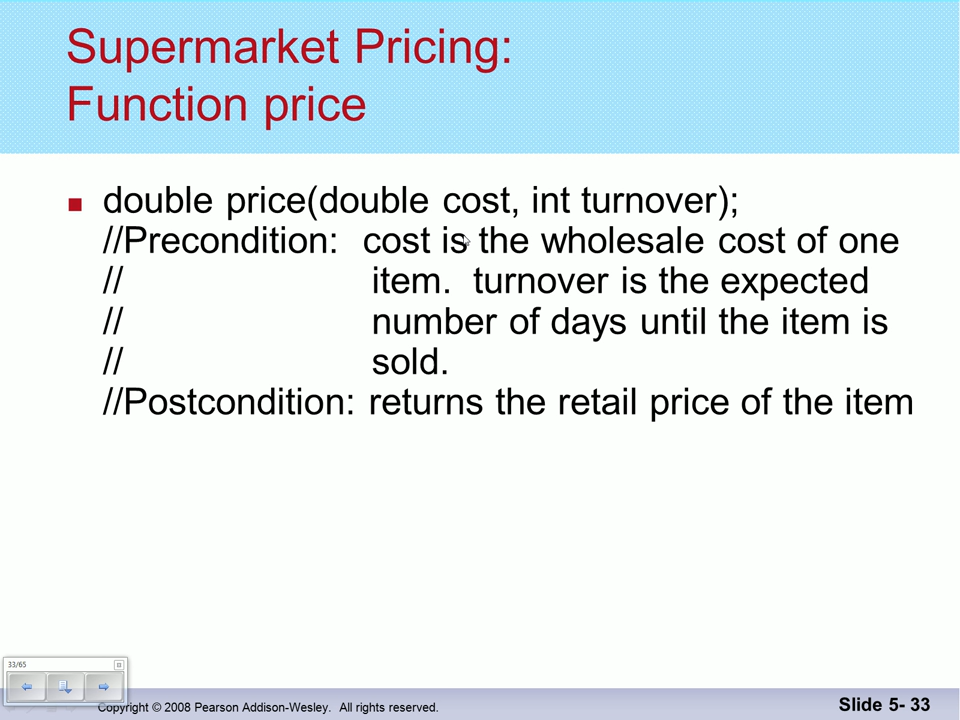 Supermarket Pricing:
Function price
double price(double cost, int turnover);
//Precondition: cost is the wholesale cost of one
// item. turnover is the expected
// number of days until the item is
// sold.
//Postcondition: returns the retail price of the item
33/65
Copyright © 2008 Pearson Addison-Wesley. All rights reserved.
Slide 5- 33